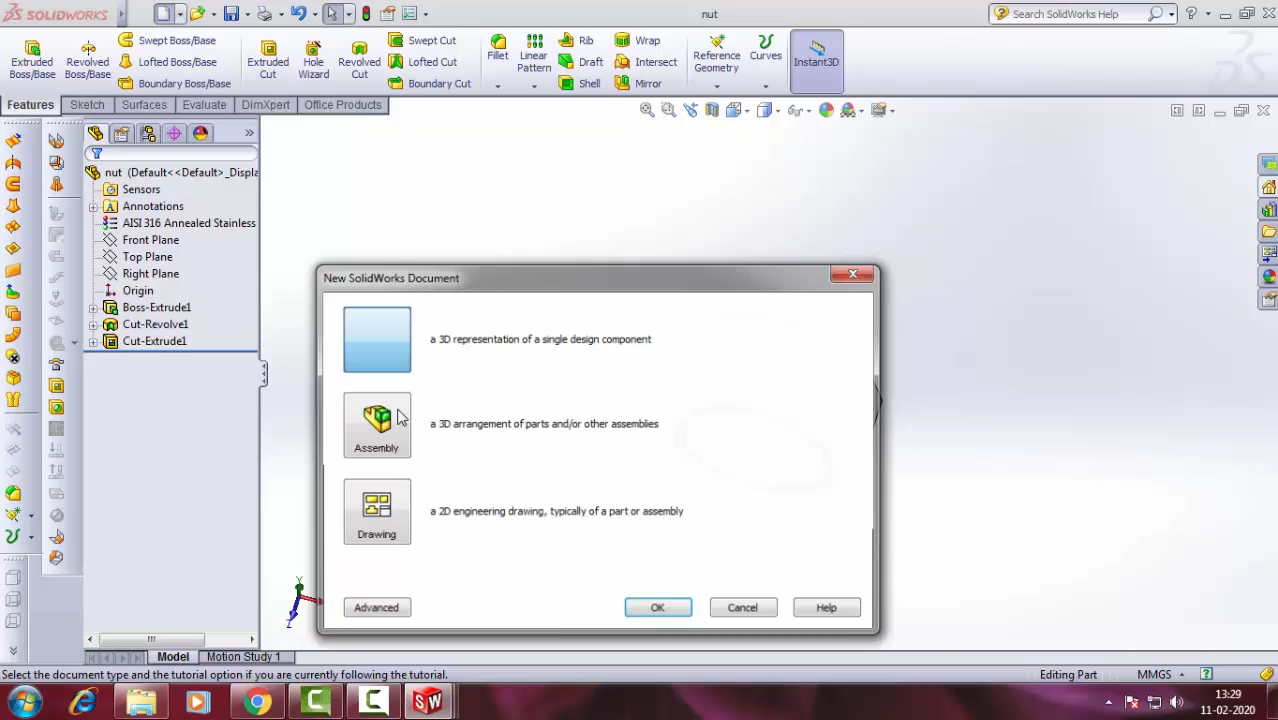 SOLIDWORKS
nut
Search SolidWorks Help
Extruded Boss/Base
Revolved Boss/Base
Swept Boss/Base
Lofted Boss/Base
Boundary Boss/Base
Extruded Cut
Hole Wizard
Revolved Cut
Swept Cut
Lofted Cut
Boundary Cut
Fillet
Linear Pattern
Rib
Draft
Shell
Wrap
Intersect
Mirror
Reference Geometry
Curves
Instant3D
Features
Sketch
Surfaces
Evaluate
DimXpert
Office Products
nut (Default<<Default>_Displa
Sensors
Annotations
AISI 316 Annealed Stainless
Front Plane
Top Plane
Right Plane
Origin
Boss-Extrude1
Cut-Revolve1
Cut-Extrude1
New SolidWorks Document
a 3D representation of a single design component
Assembly
a 3D arrangement of parts and/or other assemblies
Drawing
a 2D engineering drawing, typically of a part or assembly
Advanced
OK
Cancel
Help
Y
Z
Model
Motion Study 1
Select the document type and the tutorial option if you are currently following the tutorial.
Editing Part
MMGS
13:29
11-02-2020